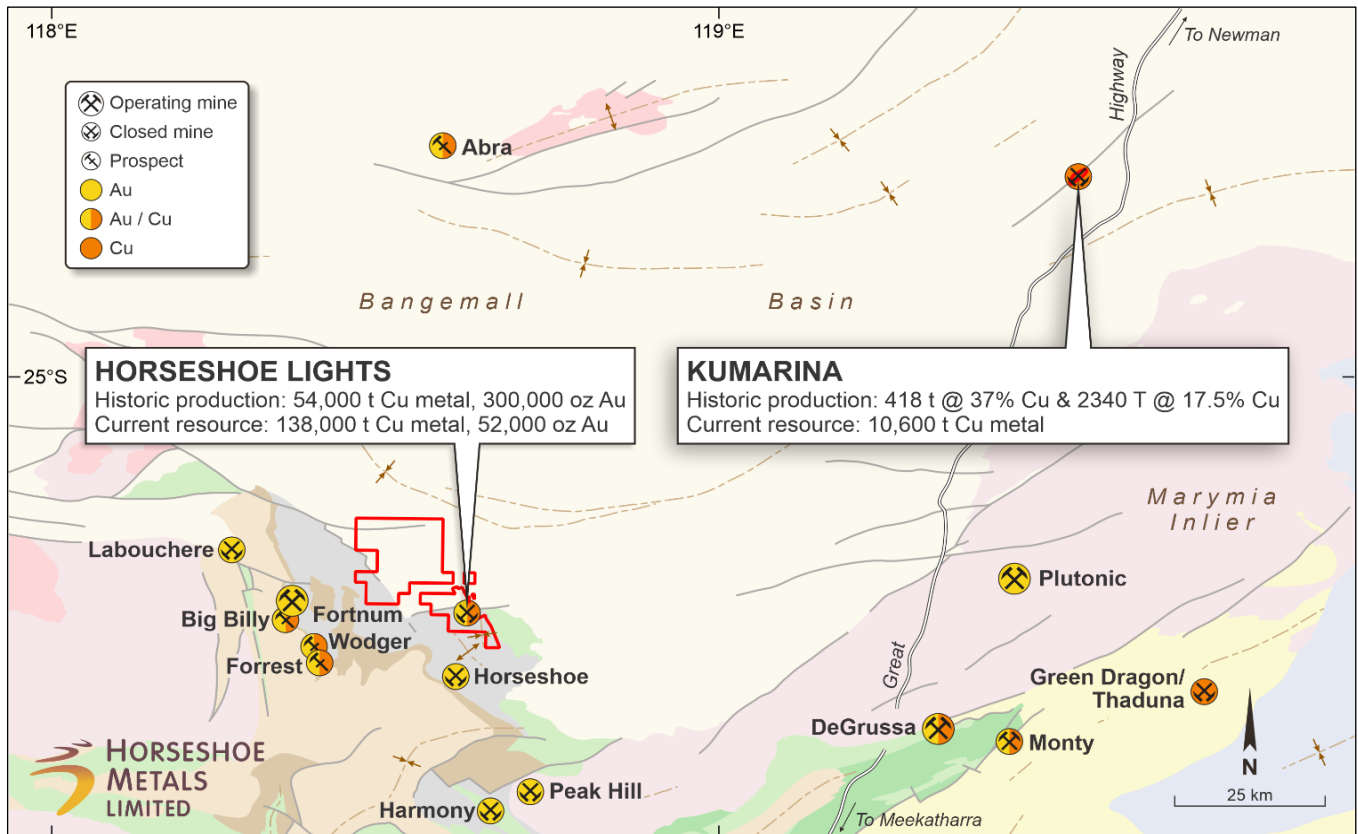 118°E
119°E
To Newman
Highway
Operating mine
Closed mine
Prospect
Au
Au / Cu
Cu
Abra
Bangemall
Basin
25°S
HORSESHOE LIGHTS
Historic production: 54,000 t Cu metal, 300,000 oz Au
Current resource: 138,000 t Cu metal, 52,000 oz Au
KUMARINA
Historic production: 418 t @ 37% Cu & 2340 T @ 17.5% Cu
Current resource: 10,600 t Cu metal
Marymia
Inlier
Labouchere
Plutonic
Fortnum
Big Billy
Wodger
Forrest
Horseshoe
Great
Green Dragon/
Thaduna
DeGrussa
Monty
N
25 km
HORSESHOE
METALS
LIMITED
Peak Hill
Harmony
To Meekatharra